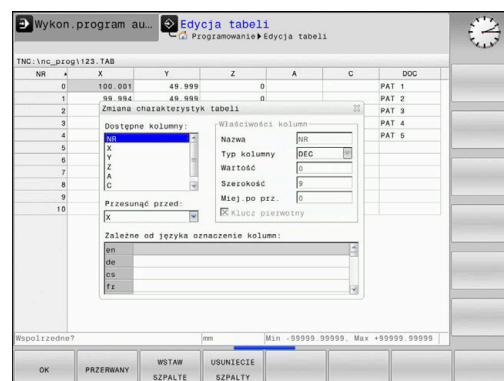 Wykon.program au… Edycja tabeli
Programowanie Edycja tabeli
TNC:\nc_prog\123.TAB
NR X Y Z A C DOC
0 100.001 49.999 0 PAT 1
1 99.994 49.999 0 PAT 2
2 PAT 3
3 PAT 4
4 PAT 5
5
6
7
8
9
10
Zmiana charakterystyk tabeli
Dostępne kolumny:
NR
X
Y
Z
A
C
Przesunąć przed:
X
Właściwości kolumn
Nazwa NR
Typ kolumny DEC
Wartość 0
Szerokość 9
Miej.po prz. 0
Klucz pierwotny
Zależne od języka oznaczenie kolumn:
en
de
cs
fr
Wspolrzedne? mm Min -99999.99999, Max +99999.99999
OK PRZERWANY WSTAW SZPALTE USUNIECIE SZPALTY